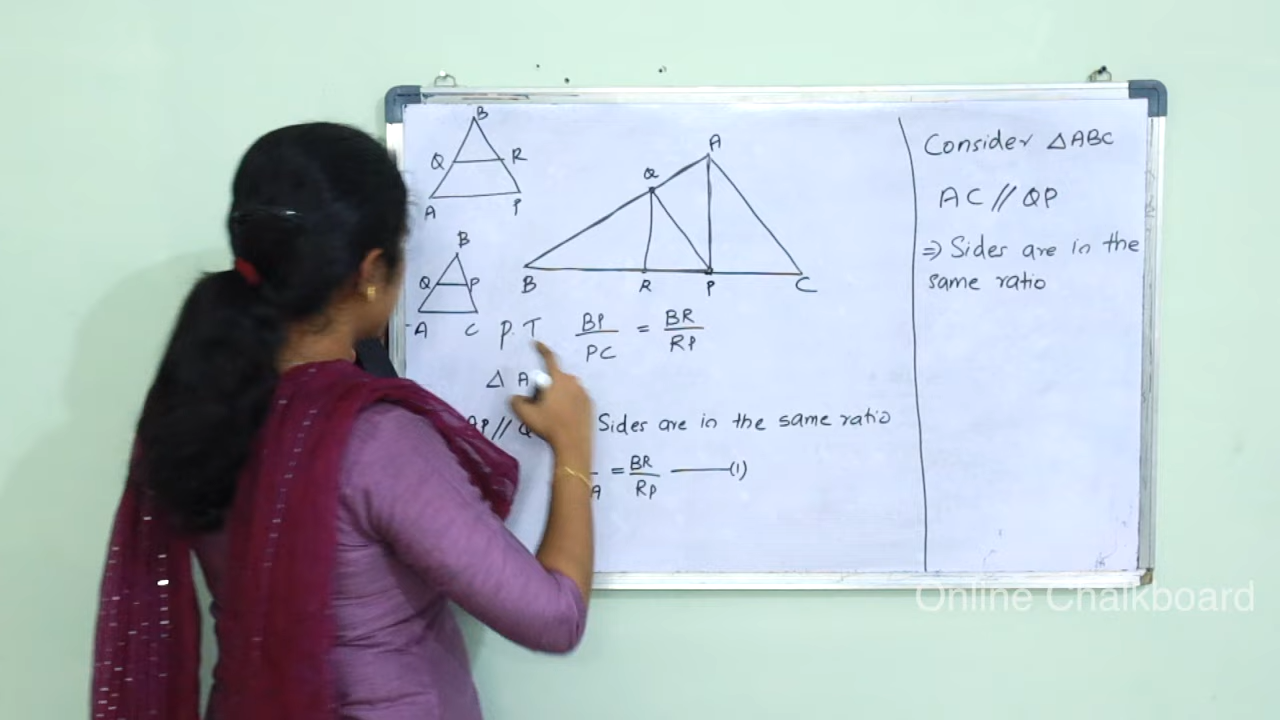 B
Q R
A P
B
Q P
A C
A
Q
B R P C
P.T BP/PC = BR/RP
Δ A
AP // Q Sides are in the same ratio
A = BR/RP ——— (1)
Consider ΔABC
AC // QP
⇒ Sides are in the
same ratio
Online Chalkboard